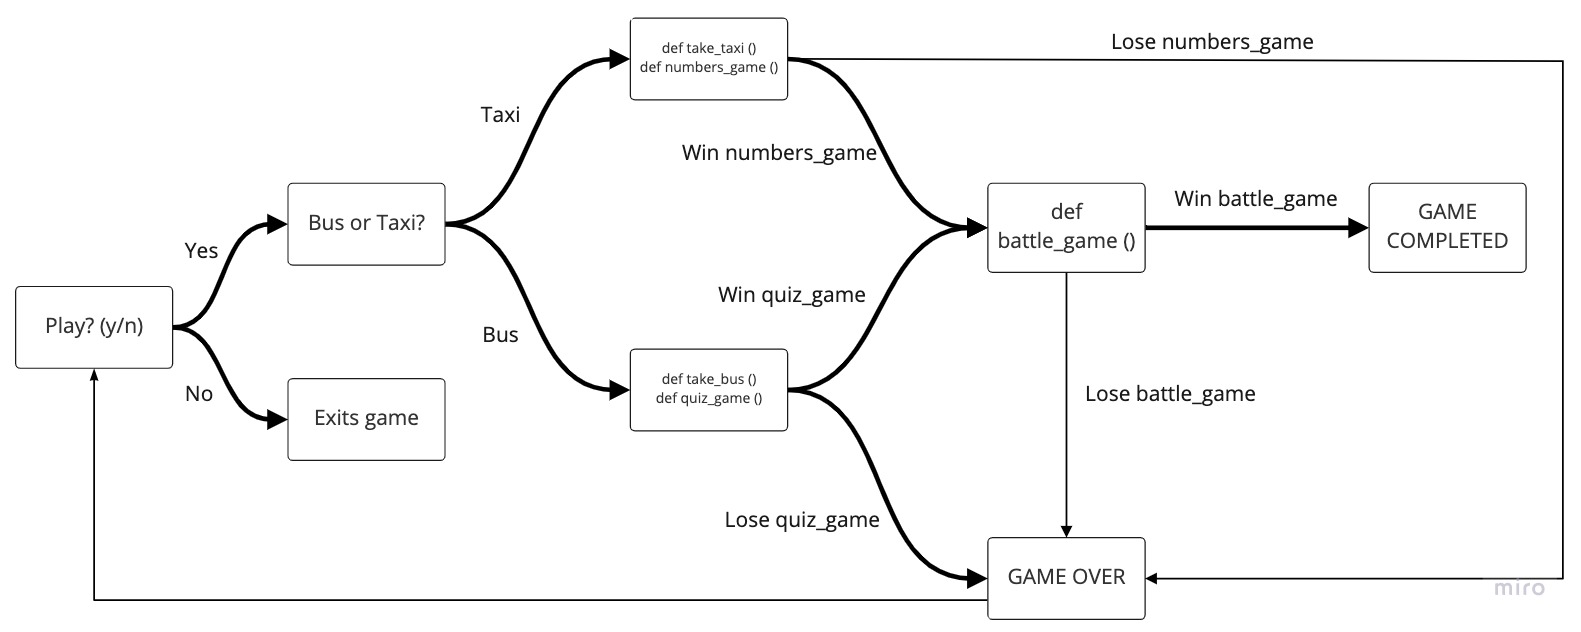 def take_taxi ()
def numbers_game ()
Lose numbers_game
Taxi
Win numbers_game
Bus or Taxi?
def
battle_game ()
Win battle_game
GAME
COMPLETED
Yes
Play? (y/n)
No
Exits game
Bus
Win quiz_game
def take_bus ()
def quiz_game ()
Lose battle_game
Lose quiz_game
GAME OVER
miro